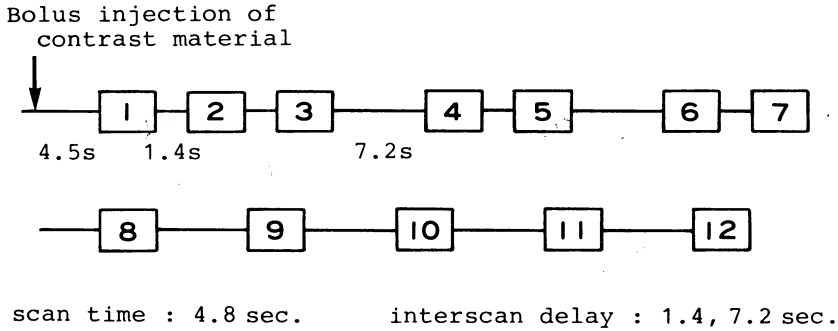 Bolus injection of
contrast material
1 2 3 4 5 6 7
4.5s 1.4s 7.2s
8 9 10 11 12
scan time : 4.8 sec. interscan delay : 1.4, 7.2 sec.